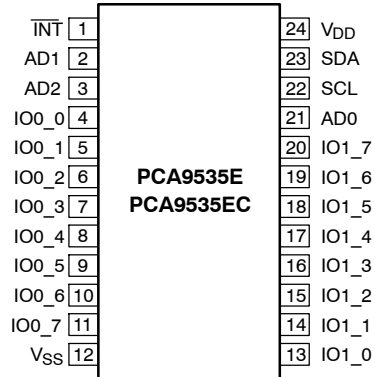 INT 1 24 VDD
AD1 2 23 SDA
AD2 3 22 SCL
IO0_0 4 21 AD0
IO0_1 5 20 IO1_7
IO0_2 6 PCA9535E 19 IO1_6
IO0_3 7 PCA9535EC 18 IO1_5
IO0_4 8 17 IO1_4
IO0_5 9 16 IO1_3
IO0_6 10 15 IO1_2
IO0_7 11 14 IO1_1
VSS 12 13 IO1_0